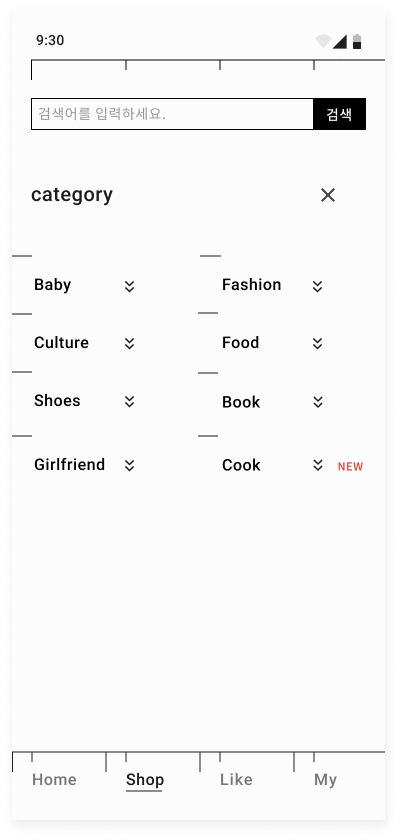 9:30
검색어를 입력하세요.
검색
category
Baby
Fashion
Culture
Food
Shoes
Book
Girlfriend
Cook
NEW
Home
Shop
Like
My